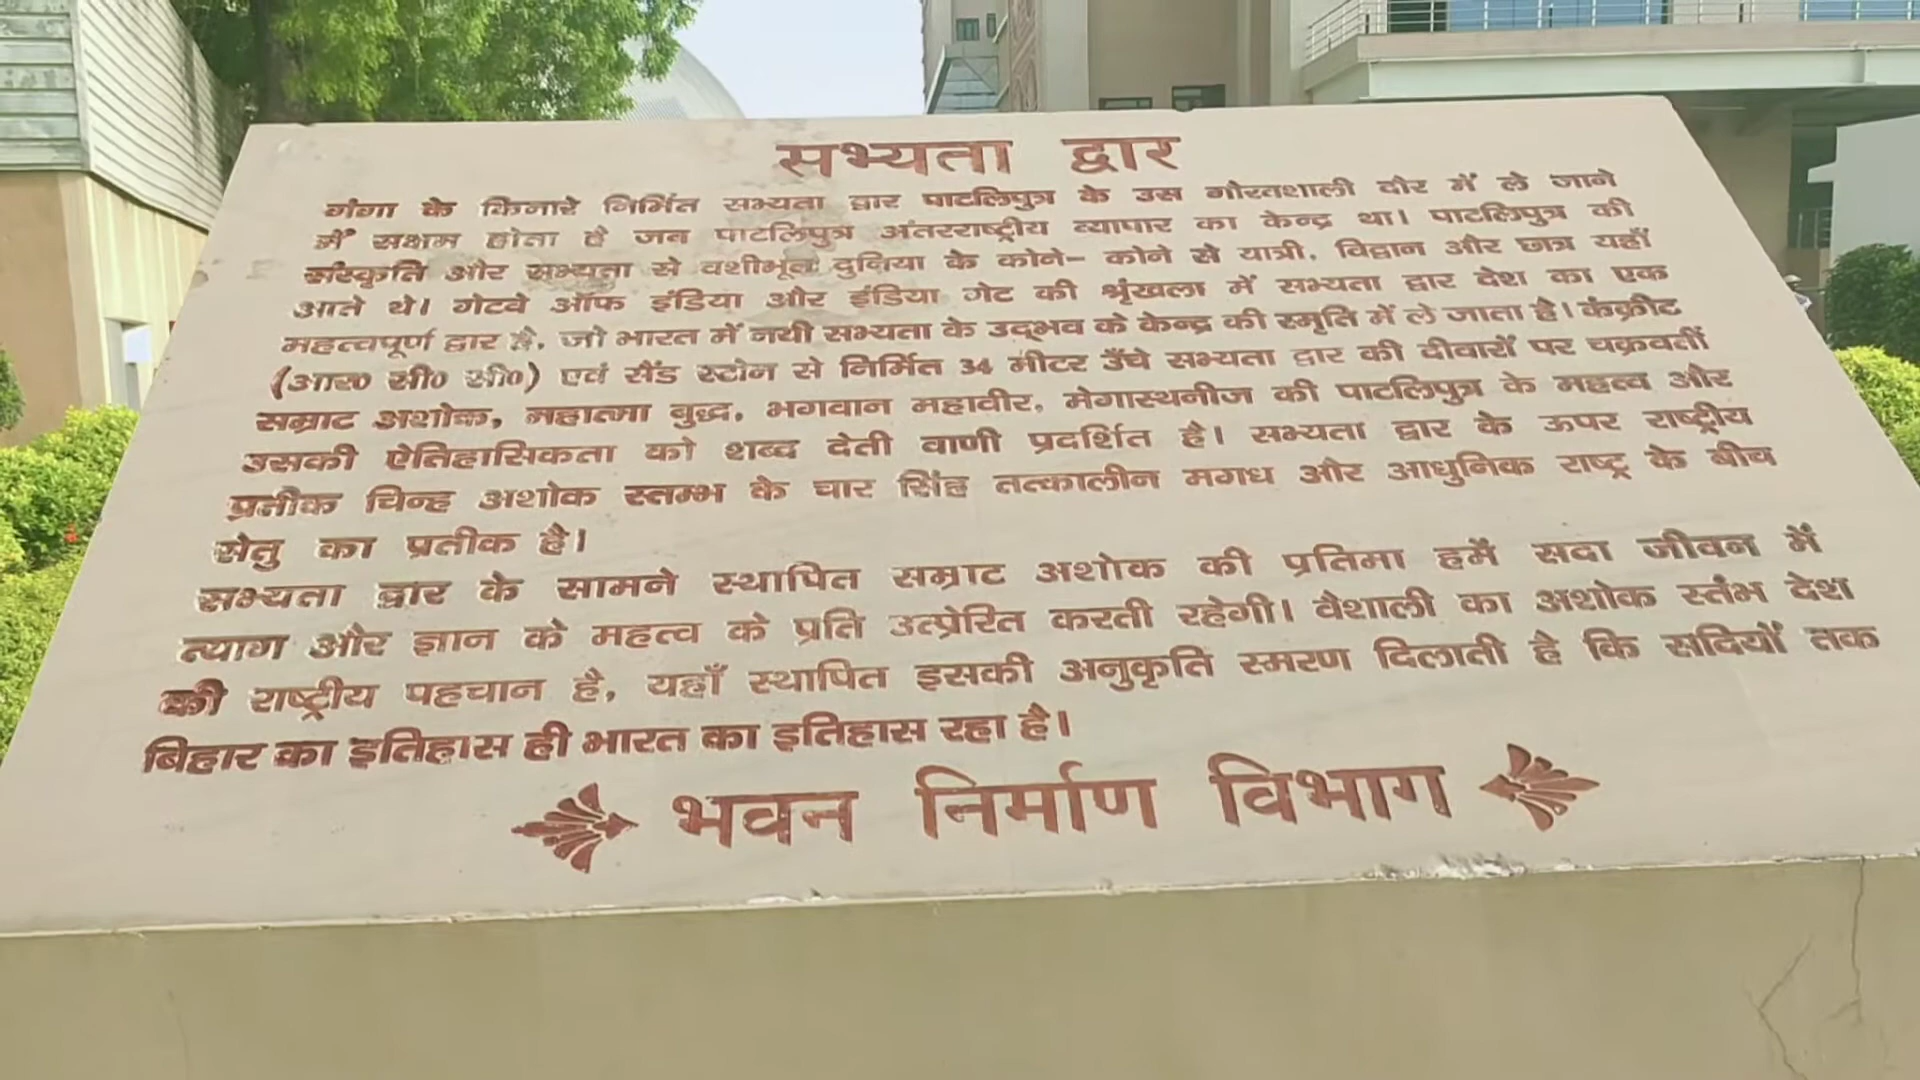 सभ्यता द्वार
गंगा के किनारे निर्मित सभ्यता द्वार पाटलिपुत्र के उस गौरतशाली दौर में ले जाने
में सक्षम होता है जब पाटलिपुत्र अंतरराष्ट्रीय व्यापार का केन्द्र था। पाटलिपुत्र की
संस्कृति और सभ्यता से वशीभूत दुनिया के कोने- कोने से यात्री, विद्वान और छात्र यहाँ
आते थे। गेटवे ऑफ इंडिया और इंडिया गेट की श्रृंखला में सभ्यता द्वार देश का एक
महत्वपूर्ण द्वार है, जो भारत में नयी सभ्यता के उद्भव के केन्द्र की स्मृति में ले जाता है। कंक्रीट
(आर० सी० सी०) एवं सैंड स्टोन से निर्मित 34 मीटर उँचे सभ्यता द्वार की दीवारों पर चक्रवर्ती
सम्राट अशोक, महात्मा बुद्ध, भगवान महावीर, मेगास्थनीज की पाटलिपुत्र के महत्व और
उसकी ऐतिहासिकता को शब्द देती वाणी प्रदर्शित है। सभ्यता द्वार के ऊपर राष्ट्रीय
प्रतीक चिन्ह अशोक स्तम्भ के चार सिंह तत्कालीन मगध और आधुनिक राष्ट्र के बीच
सेतु का प्रतीक है।
सभ्यता द्वार के सामने स्थापित सम्राट अशोक की प्रतिमा हमें सदा जीवन में
त्याग और ज्ञान के महत्व के प्रति उत्प्रेरित करती रहेगी। वैशाली का अशोक स्तंभ देश
की राष्ट्रीय पहचान है, यहाँ स्थापित इसकी अनुकृति स्मरण दिलाती है कि सदियों तक
बिहार का इतिहास ही भारत का इतिहास रहा है।
भवन निर्माण विभाग